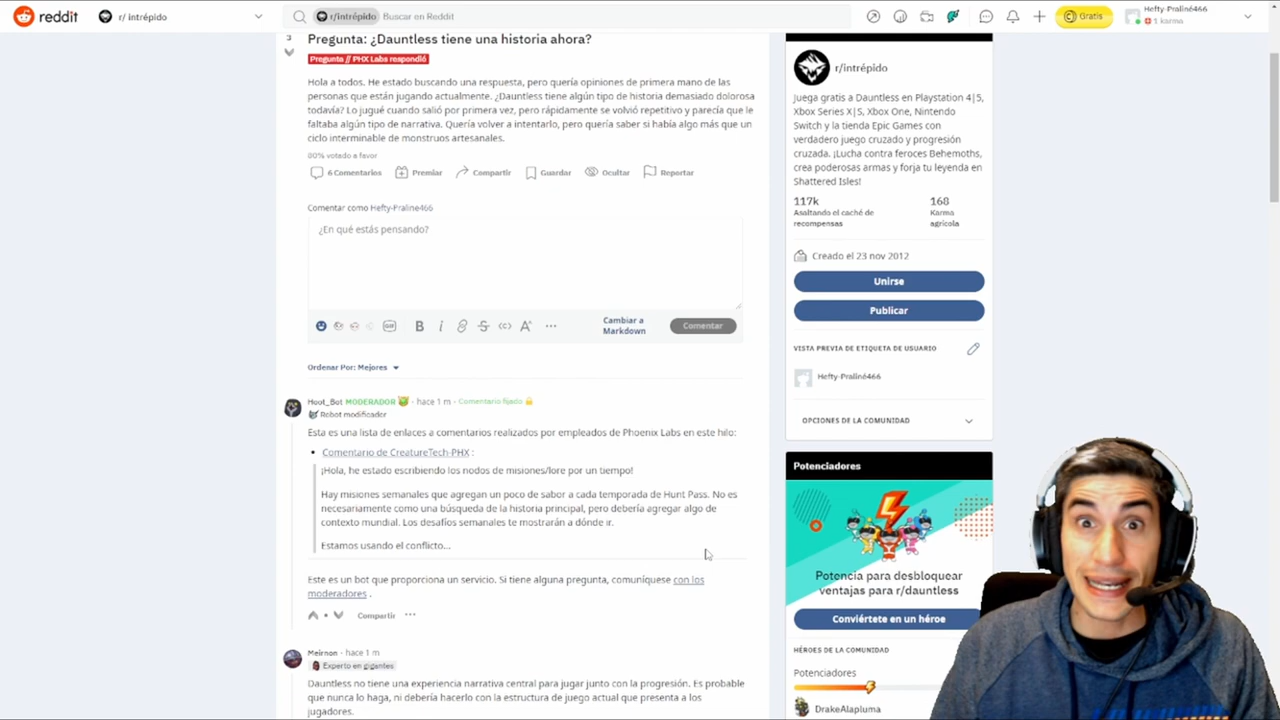 reddit
r/ intrépido
r/intrépido
Buscar en Reddit
Gratis
Hefty-Praline466
1 karma
3
Pregunta: ¿Dauntless tiene una historia ahora?
Pregunta // PHX Labs respondió
Hola a todos. He estado buscando una respuesta, pero quería opiniones de primera mano de las
personas que están jugando actualmente. ¿Dauntless tiene algún tipo de historia demasiado dolorosa
todavía? Lo jugué cuando salió por primera vez, pero rápidamente se volvió repetitivo y parecía que le
faltaba algún tipo de narrativa. Quería volver a intentarlo, pero quería saber si había algo más que un
ciclo interminable de monstruos artesanales.
votado a favor
6 Comentarios
Premiar
Compartir
Guardar
Ocultar
Reportar
Comentar como Hefty-Praline466
¿En qué estás pensando?
GIF
B
i
Cambiar a
Markdown
Comentar
Ordenar Por: Mejores
Hoot_Bot MODERADOR - hace 1 m - Comentario fijado
Robot modificador
Esta es una lista de enlaces a comentarios realizados por empleados de Phoenix Labs en este hilo:
• Comentario de CreatureTech-PHX :
¡Hola, he estado escribiendo los nodos de misiones/lore por un tiempo!
Hay misiones semanales que agregan un poco de sabor a cada temporada de Hunt Pass. No es
necesariamente como una búsqueda de la historia principal, pero debería agregar algo de
contexto mundial. Los desafíos semanales te mostrarán a dónde ir.
Estamos usando el conflicto...
Este es un bot que proporciona un servicio. Si tiene alguna pregunta, comuníquese con los
moderadores .
Compartir
Meirnon - hace 1 m
Experto en gigantes
Dauntless no tiene una experiencia narrativa central para jugar junto con la progresión. Es probable
que nunca lo haga, ni debería hacerlo con la estructura de juego actual que presenta a los
jugadores.
r/intrépido
Juega gratis a Dauntless en Playstation 4|5,
Xbox Series X|S, Xbox One, Nintendo
Switch y la tienda Epic Games con
verdadero juego cruzado y progresión
cruzada. ¡Lucha contra feroces Behemoths,
crea poderosas armas y forja tu leyenda en
Shattered Isles!
117k
168
Asaltando el caché de
recompensas
Karma
agrícola
Creado el 23 nov 2012
Unirse
Publicar
VISTA PREVIA DE ETIQUETA DE USUARIO
Hefty-Praliné466
OPCIONES DE LA COMUNIDAD
Potenciadores
Potencia para desbloquear
ventajas para r/dauntless
Conviértete en un héroe
HÉROES DE LA COMUNIDAD
Potenciadores
DrakeAlapluma